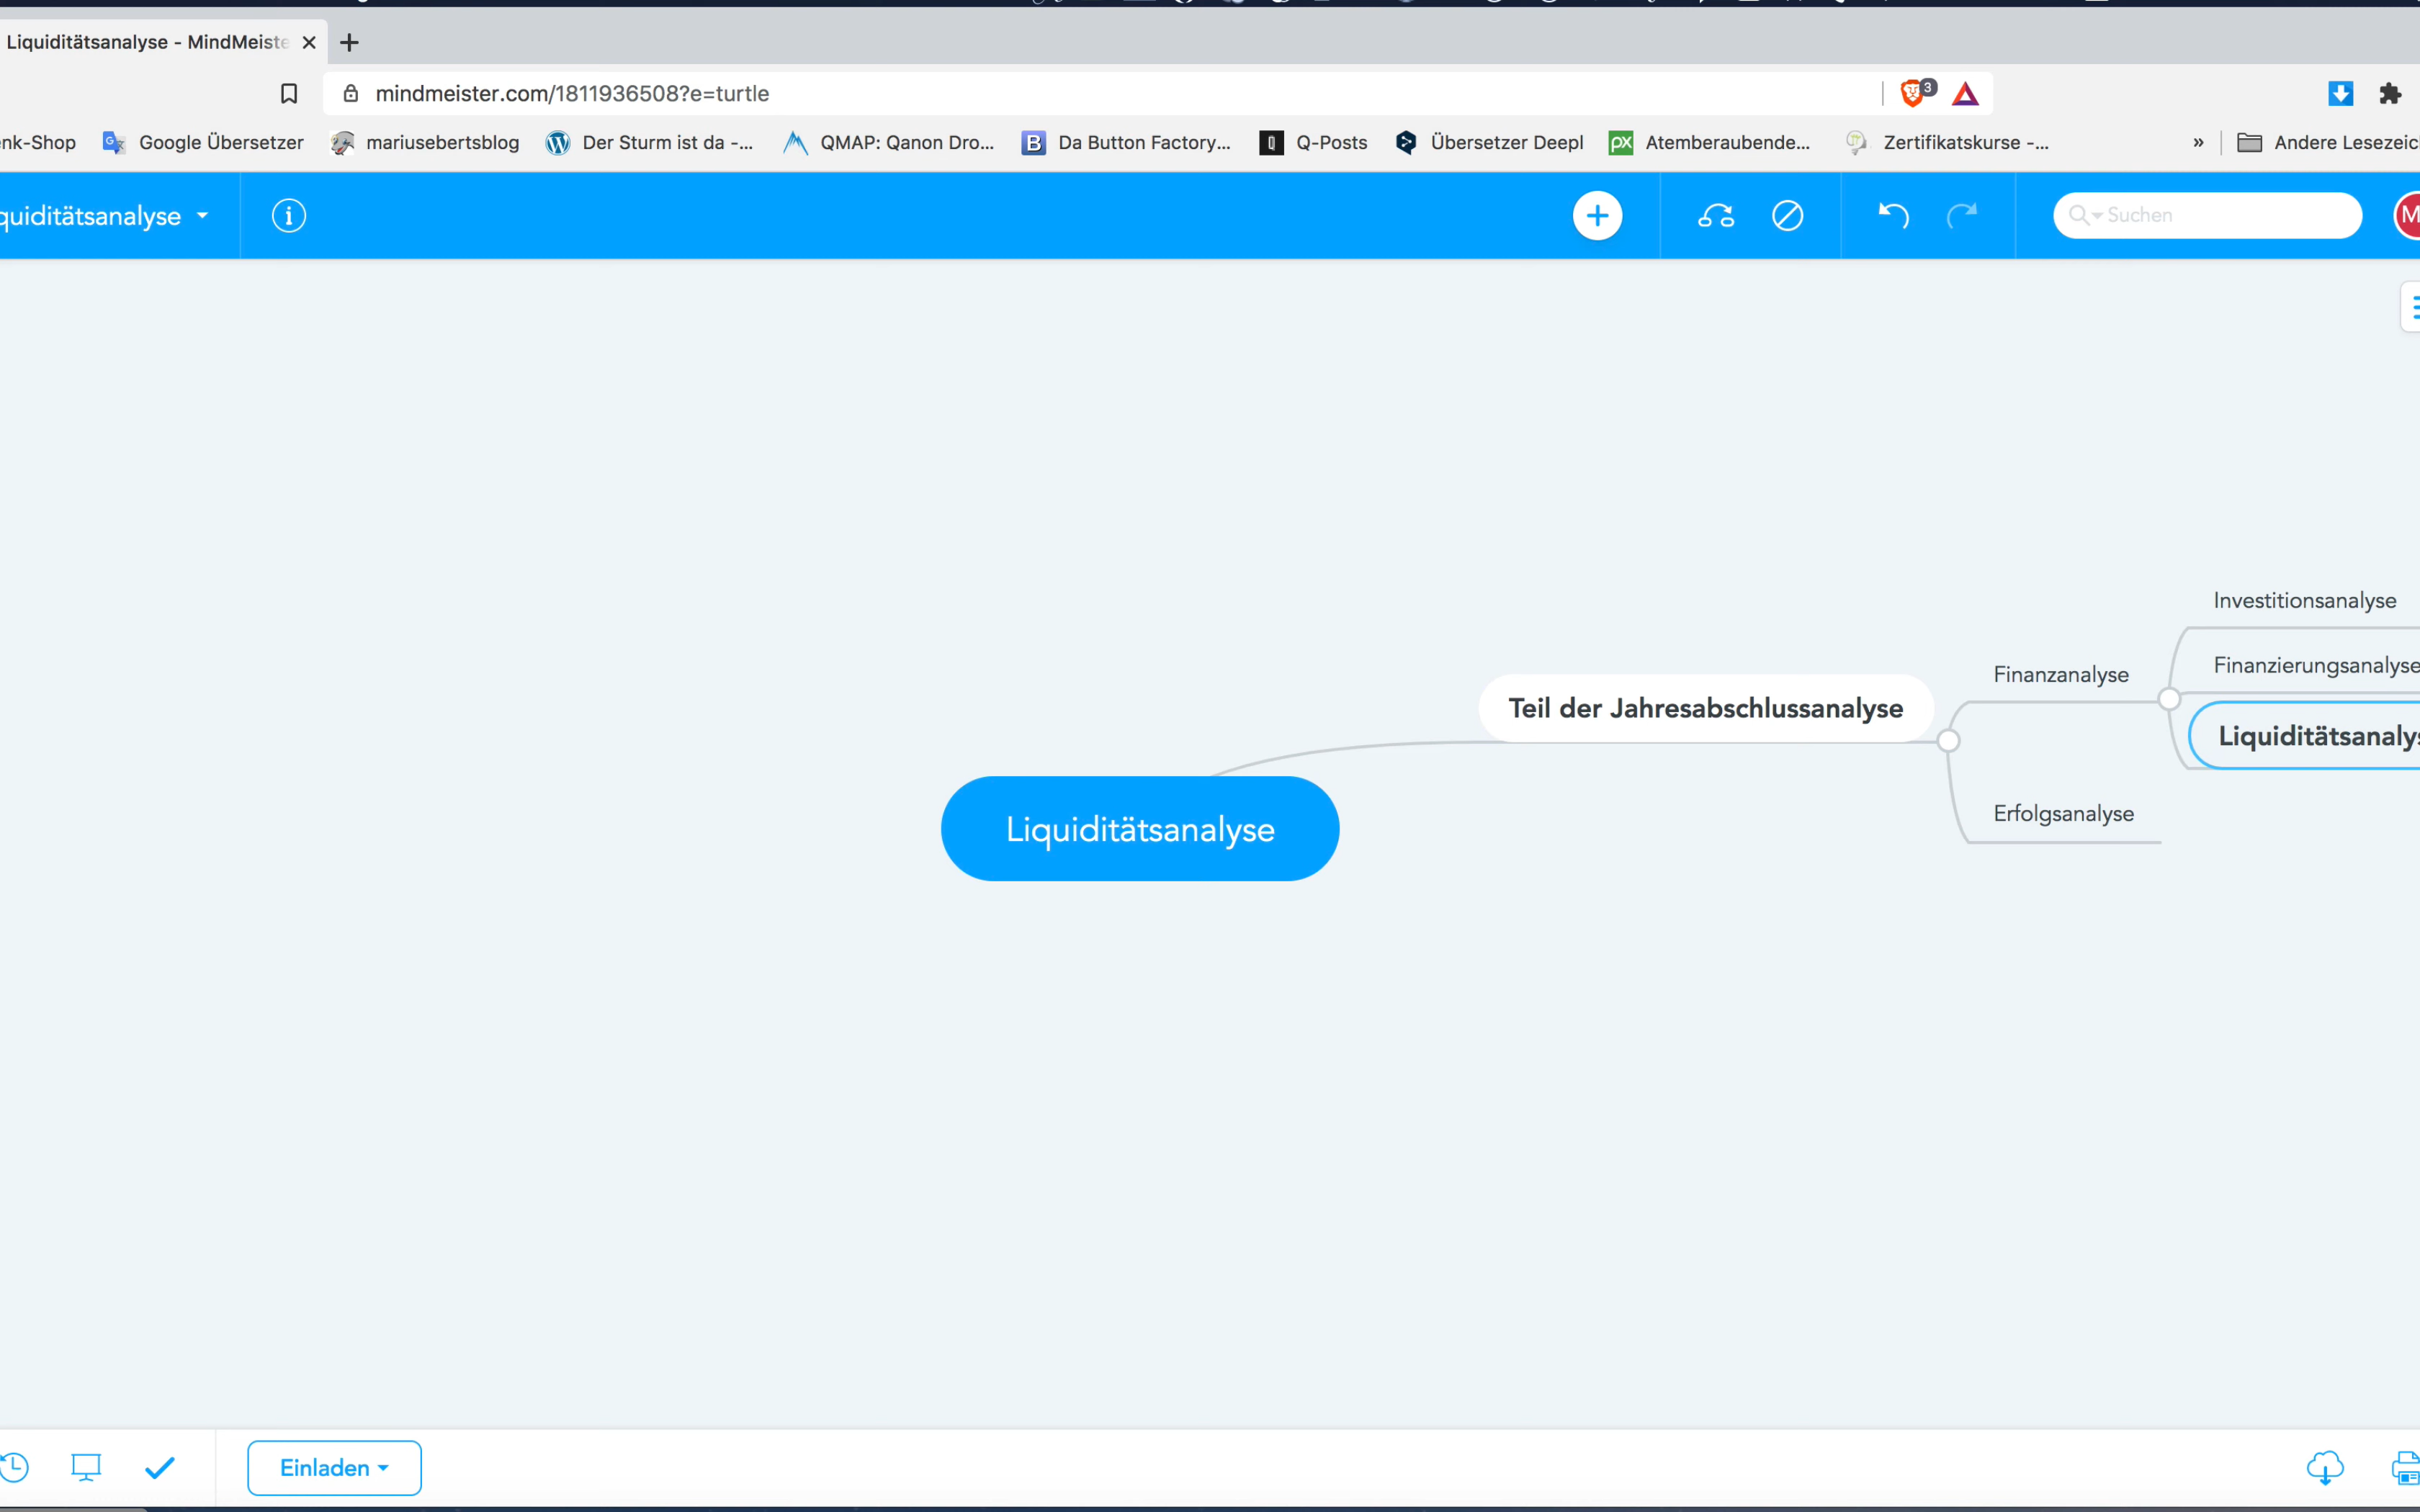 Liquiditätsanalyse - MindMeiste
mindmeister.com/1811936508?e=turtle
3
nk-Shop Google Übersetzer mariusebertsblog Der Sturm ist da -... QMAP: Qanon Dro... Da Button Factory... Q-Posts Übersetzer Deepl Atemberaubende... Zertifikatskurse -... » Andere Lesezeic
quiditätsanalyse
Suchen
M
Investitionsanalyse
Finanzierungsanalyse
Finanzanalyse
Teil der Jahresabschlussanalyse
Liquiditätsanalys
Erfolgsanalyse
Liquiditätsanalyse
Einladen